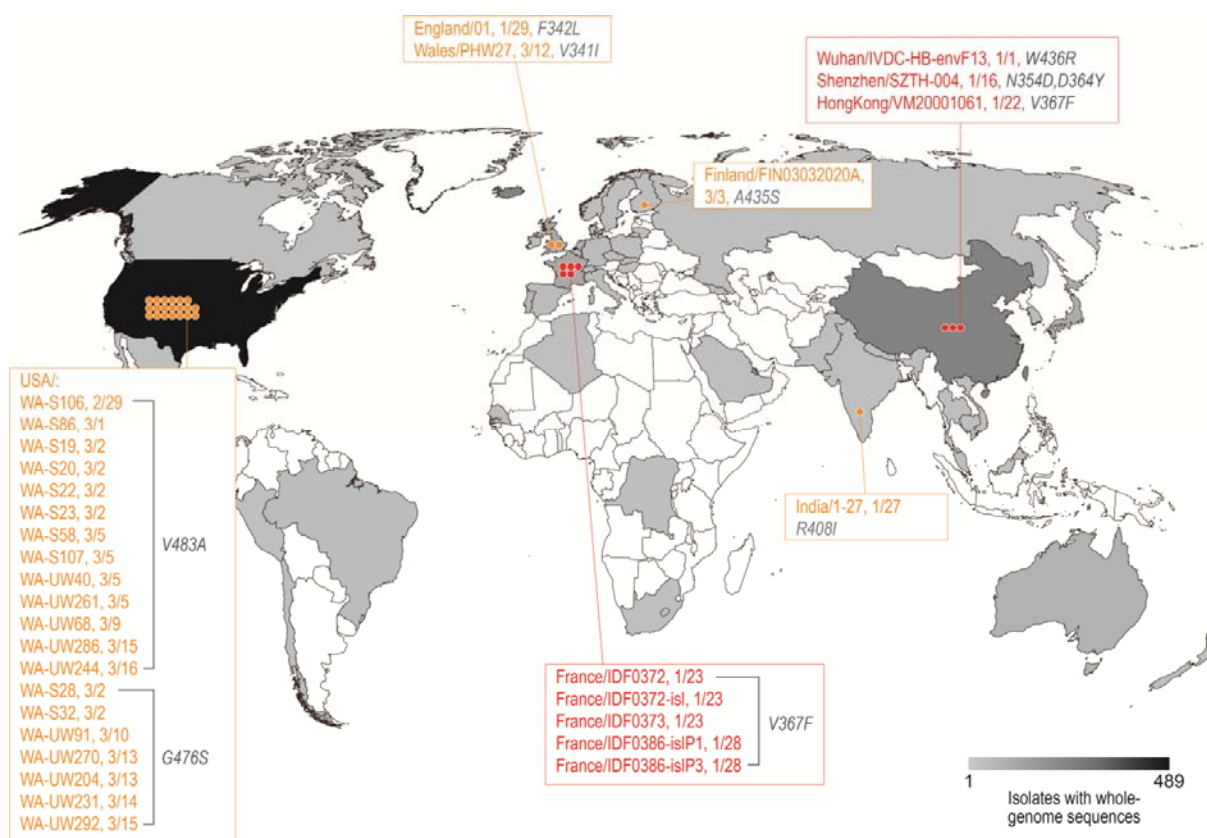 England/01, 1/29, F342L
Wales/PHW27, 3/12, V341I
Wuhan/IVDC-HB-envF13, 1/1, W436R
Shenzhen/SZTH-004, 1/16, N354D,D364Y
HongKong/VM20001061, 1/22, V367F
Finland/FIN03032020A,
3/3, A435S
USA/:
WA-S106, 2/29
WA-S86, 3/1
WA-S19, 3/2
WA-S20, 3/2
WA-S22, 3/2
WA-S23, 3/2
WA-S58, 3/5
WA-S107, 3/5
WA-UW40, 3/5
WA-UW261, 3/5
WA-UW68, 3/9
WA-UW286, 3/15
WA-UW244, 3/16
V483A
WA-S28, 3/2
WA-S32, 3/2
WA-UW91, 3/10
WA-UW270, 3/13
WA-UW204, 3/13
WA-UW231, 3/14
WA-UW292, 3/15
G476S
India/1-27, 1/27
R408I
France/IDF0372, 1/23
France/IDF0372-isl, 1/23
France/IDF0373, 1/23
France/IDF0386-islP1, 1/28
France/IDF0386-islP3, 1/28
V367F
1 489
Isolates with whole-
genome sequences